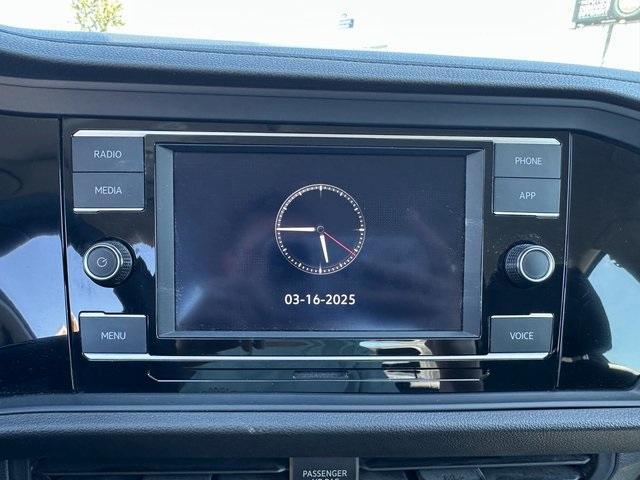 RADIO
MEDIA
MENU
03-16-2025
PHONE
APP
VOICE
PASSENGER